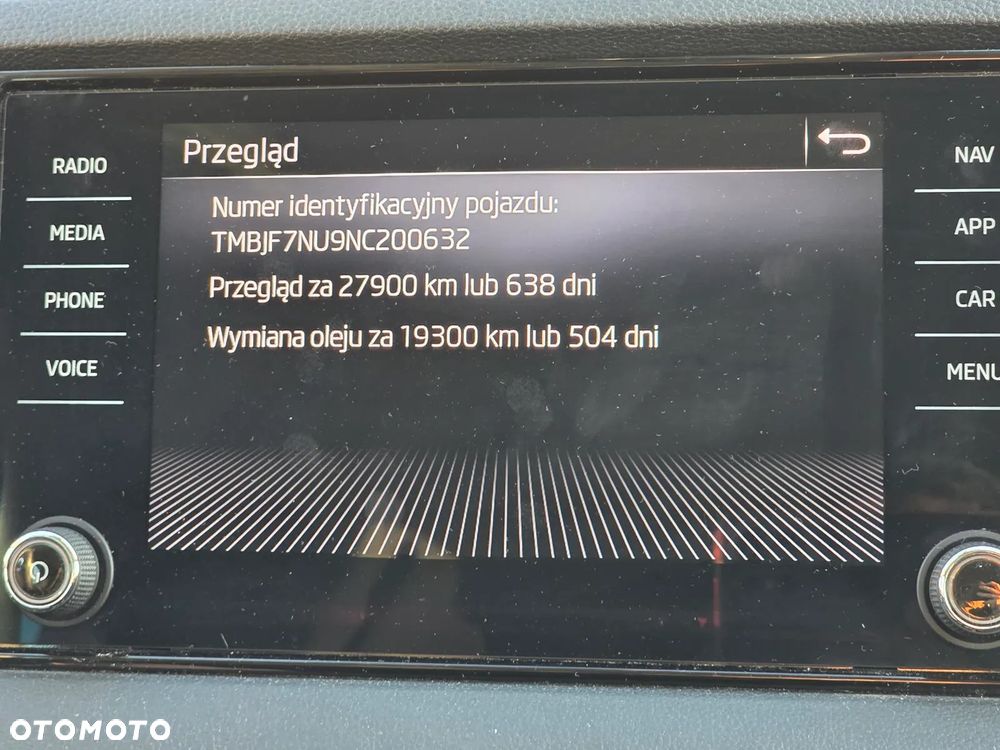 Przegląd
RADIO
MEDIA
PHONE
VOICE
Numer identyfikacyjny pojazdu:
TMBJF7NU9NC200632
Przegląd za 27900 km lub 638 dni
Wymiana oleju za 19300 km lub 504 dni
NAV
APP
CAR
MENU
OTOMOTO